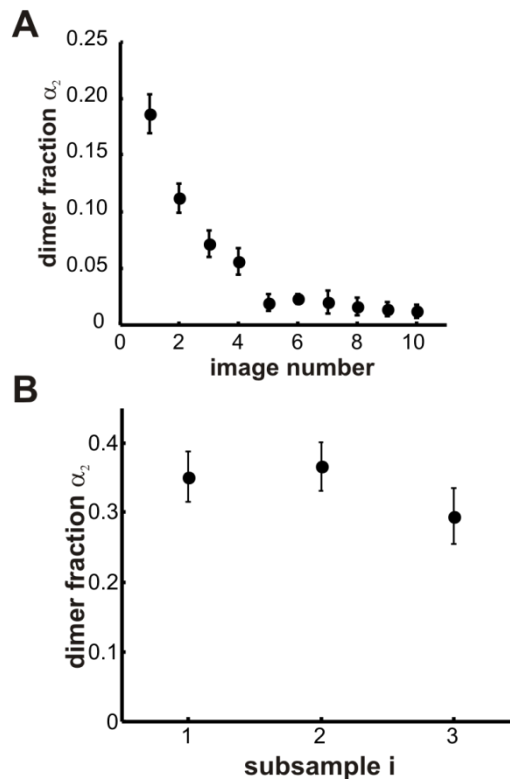 A
dimer fraction α₂
0.25
0.20
0.15
0.10
0.05
0
0 2 4 6 8 10
image number
B
dimer fraction α₂
0.4
0.3
0.2
0.1
0
1 2 3
subsample i